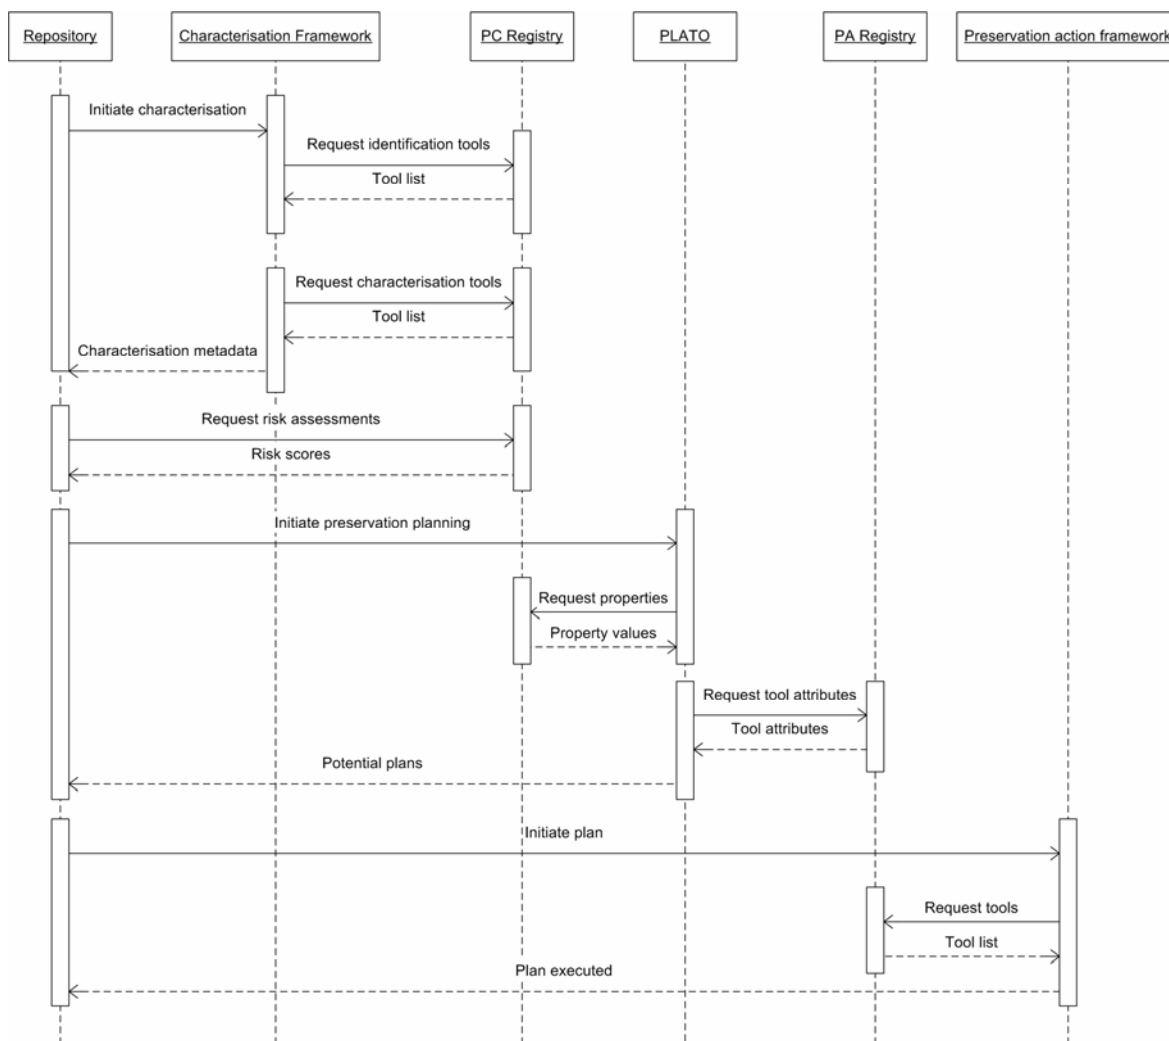 Repository
Characterisation Framework
PC Registry
PLATO
PA Registry
Preservation action framework
Initiate characterisation
Request identification tools
Tool list
Request characterisation tools
Tool list
Characterisation metadata
Request risk assessments
Risk scores
Initiate preservation planning
Request properties
Property values
Request tool attributes
Tool attributes
Potential plans
Initiate plan
Request tools
Tool list
Plan executed